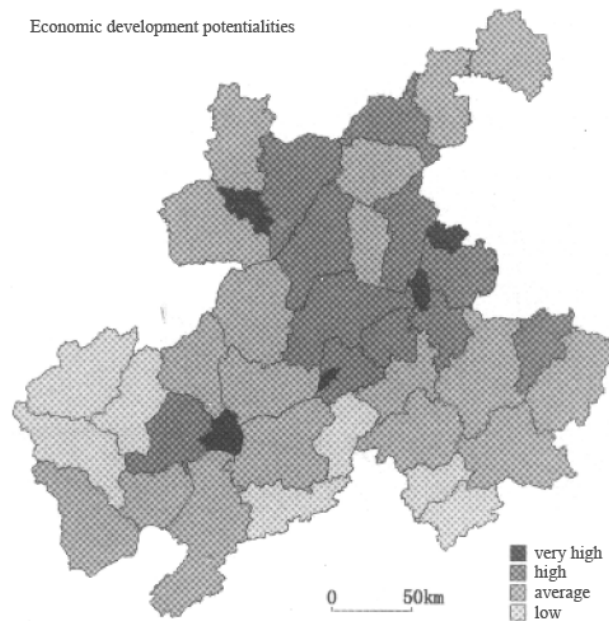 Economic development potentialities
very high
high
average
low
0 50km